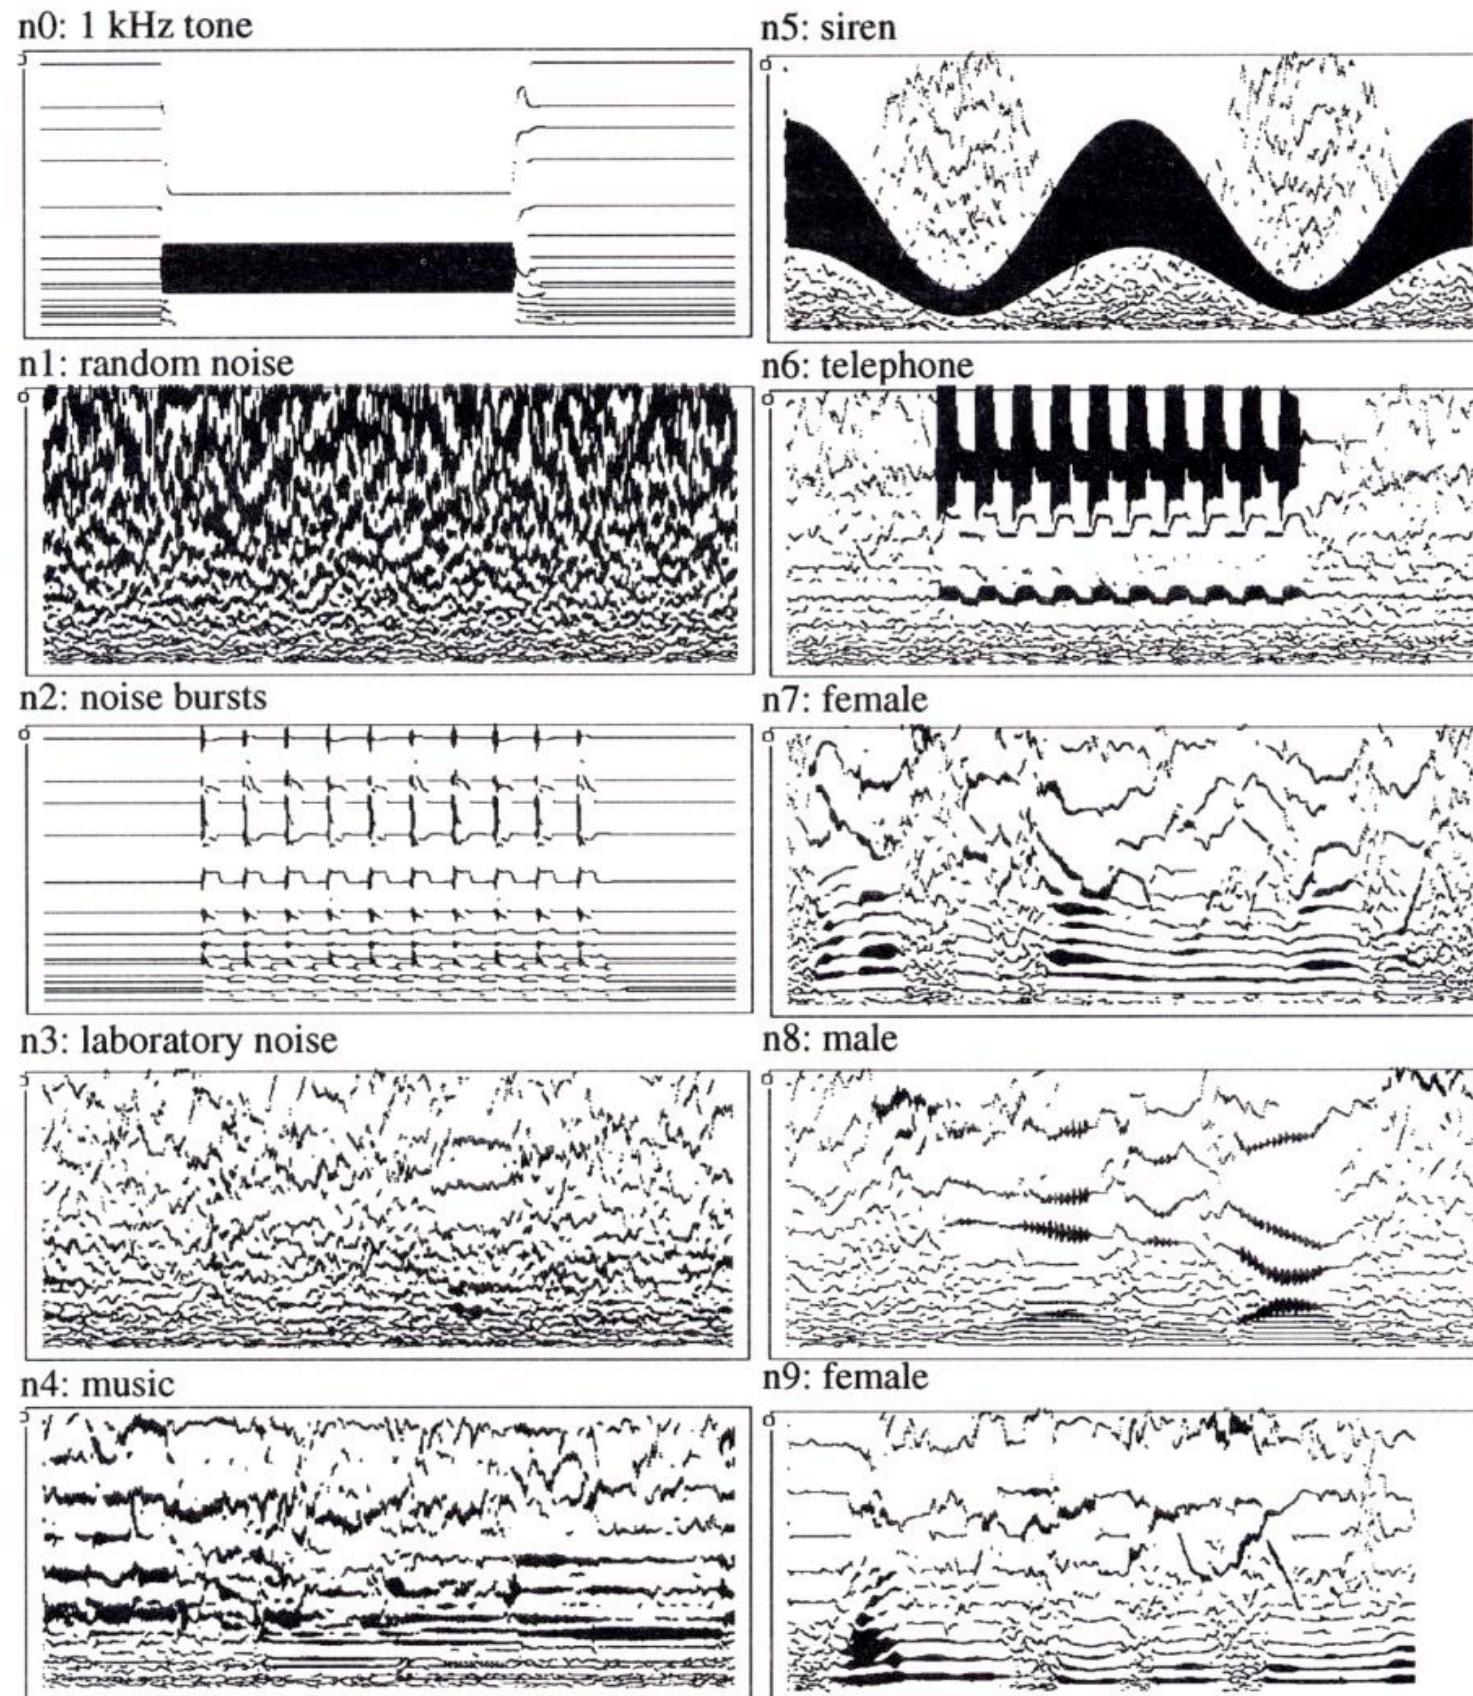 n0: 1 kHz tone
n1: random noise
n2: noise bursts
n3: laboratory noise
n4: music
n5: siren
n6: telephone
n7: female
n8: male
n9: female